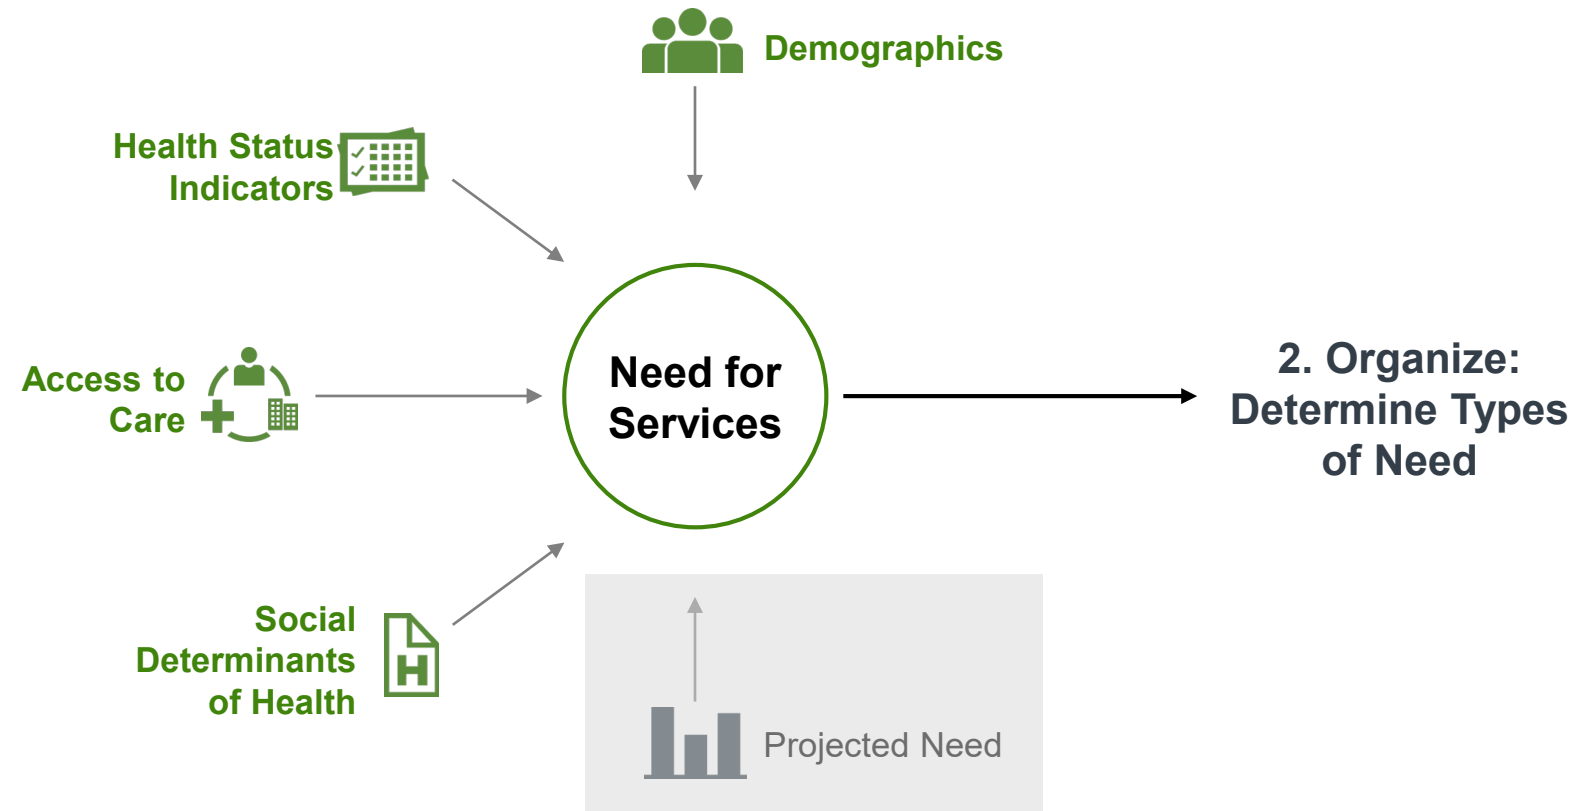 Demographics
Health Status
Indicators
Access to
Care
Need for
Services
2. Organize:
Determine Types
of Need
Social
Determinants
of Health
H
Projected Need